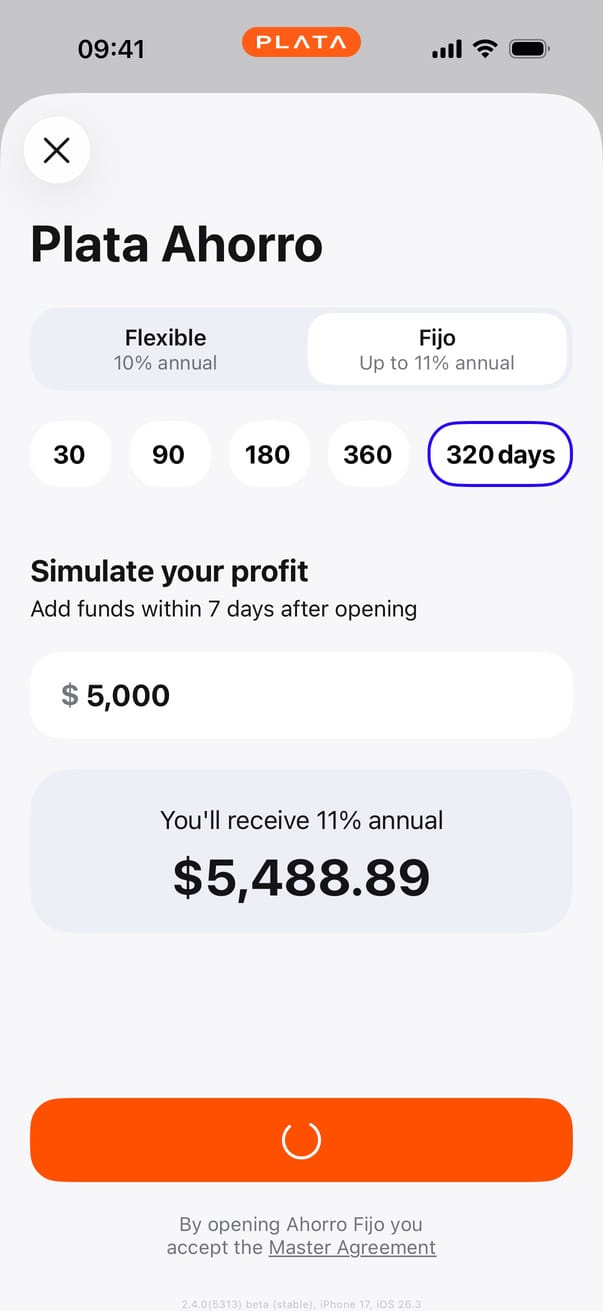 09:41
PLATA
Plata Ahorro
Flexible
10% annual
Fijo
Up to 11% annual
30
90
180
360
320 days
Simulate your profit
Add funds within 7 days after opening
$ 5,000
You'll receive 11% annual
$5,488.89
By opening Ahorro Fijo you
accept the Master Agreement
2.4.0(5313) beta (stable), iPhone 17, iOS 26.3